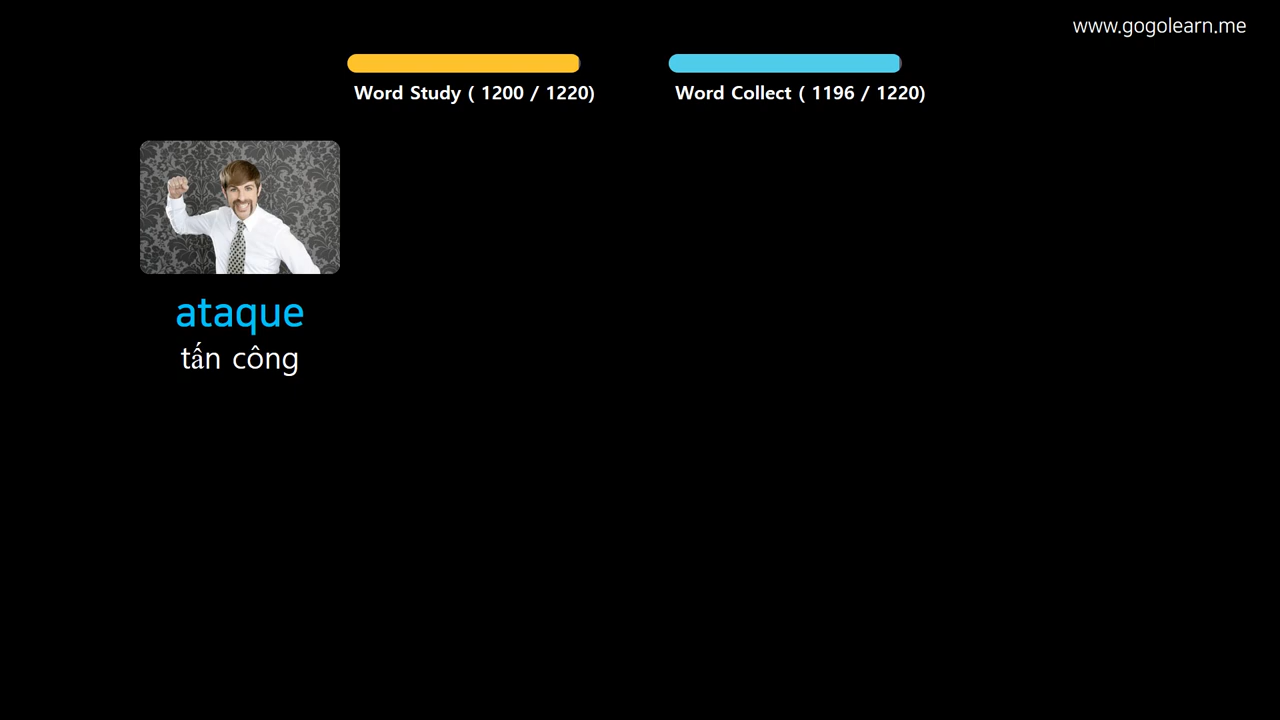 www.gogolearn.me
Word Study ( 1200 / 1220)
Word Collect ( 1196 / 1220)
ataque
tấn công